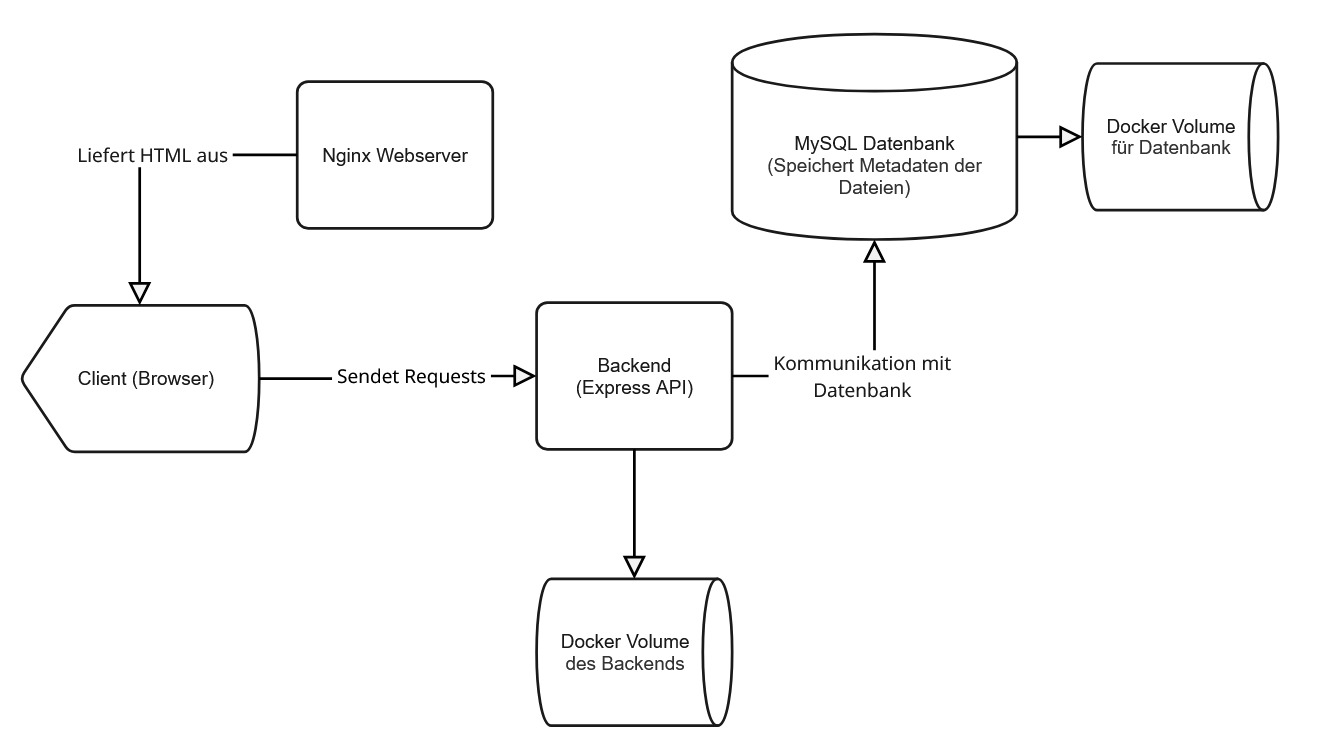 MySQL Datenbank
(Speichert Metadaten der
Dateien)
Docker Volume
für Datenbank
Liefert HTML aus
Nginx Webserver
Client (Browser)
Sendet Requests
Backend
(Express API)
Kommunikation mit
Datenbank
Docker Volume
des Backends